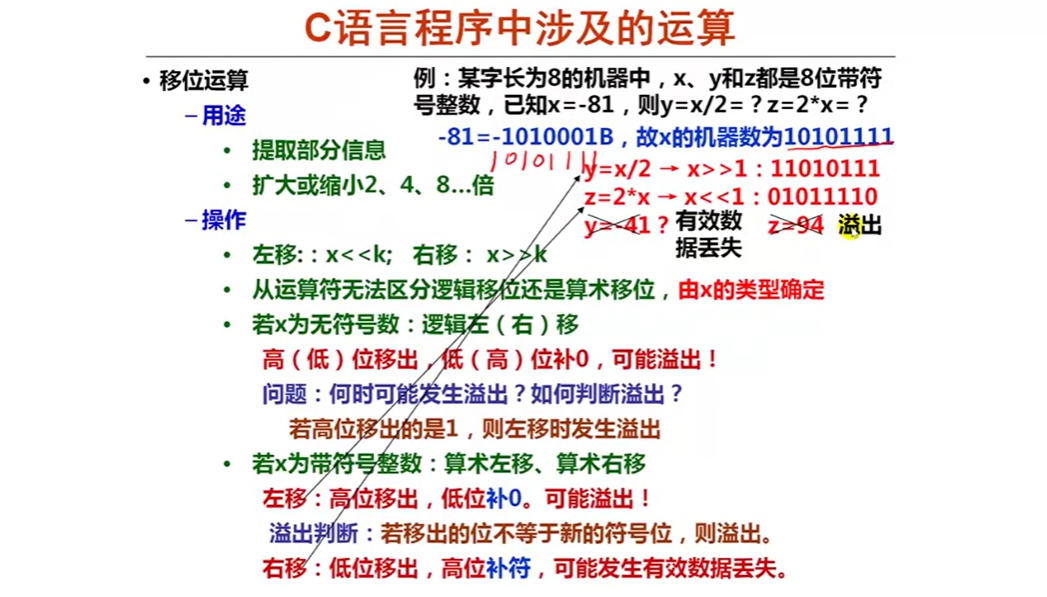 C语言程序中涉及的运算
• 移位运算
– 用途
• 提取部分信息
• 扩大或缩小2、4、8…倍
– 操作
• 左移:：x<<k; 右移： x>>k
• 从运算符无法区分逻辑移位还是算术移位，由x的类型确定
• 若x为无符号数：逻辑左（右）移
高（低）位移出，低（高）位补0，可能溢出！
问题：何时可能发生溢出？如何判断溢出？
若高位移出的是1，则左移时发生溢出
• 若x为带符号整数：算术左移、算术右移
左移：高位移出，低位补0。可能溢出！
溢出判断：若移出的位不等于新的符号位，则溢出。
右移：低位移出，高位补符，可能发生有效数据丢失。
例：某字长为8的机器中，x、y和z都是8位带符
号整数，已知x=-81，则y=x/2=？z=2*x=？
-81=-1010001B，故x的机器数为10101111
10101111
y=x/2 → x>>1：11010111
z=2*x → x<<1：01011110
y=-41？ 有效数 z=94 溢出
据丢失